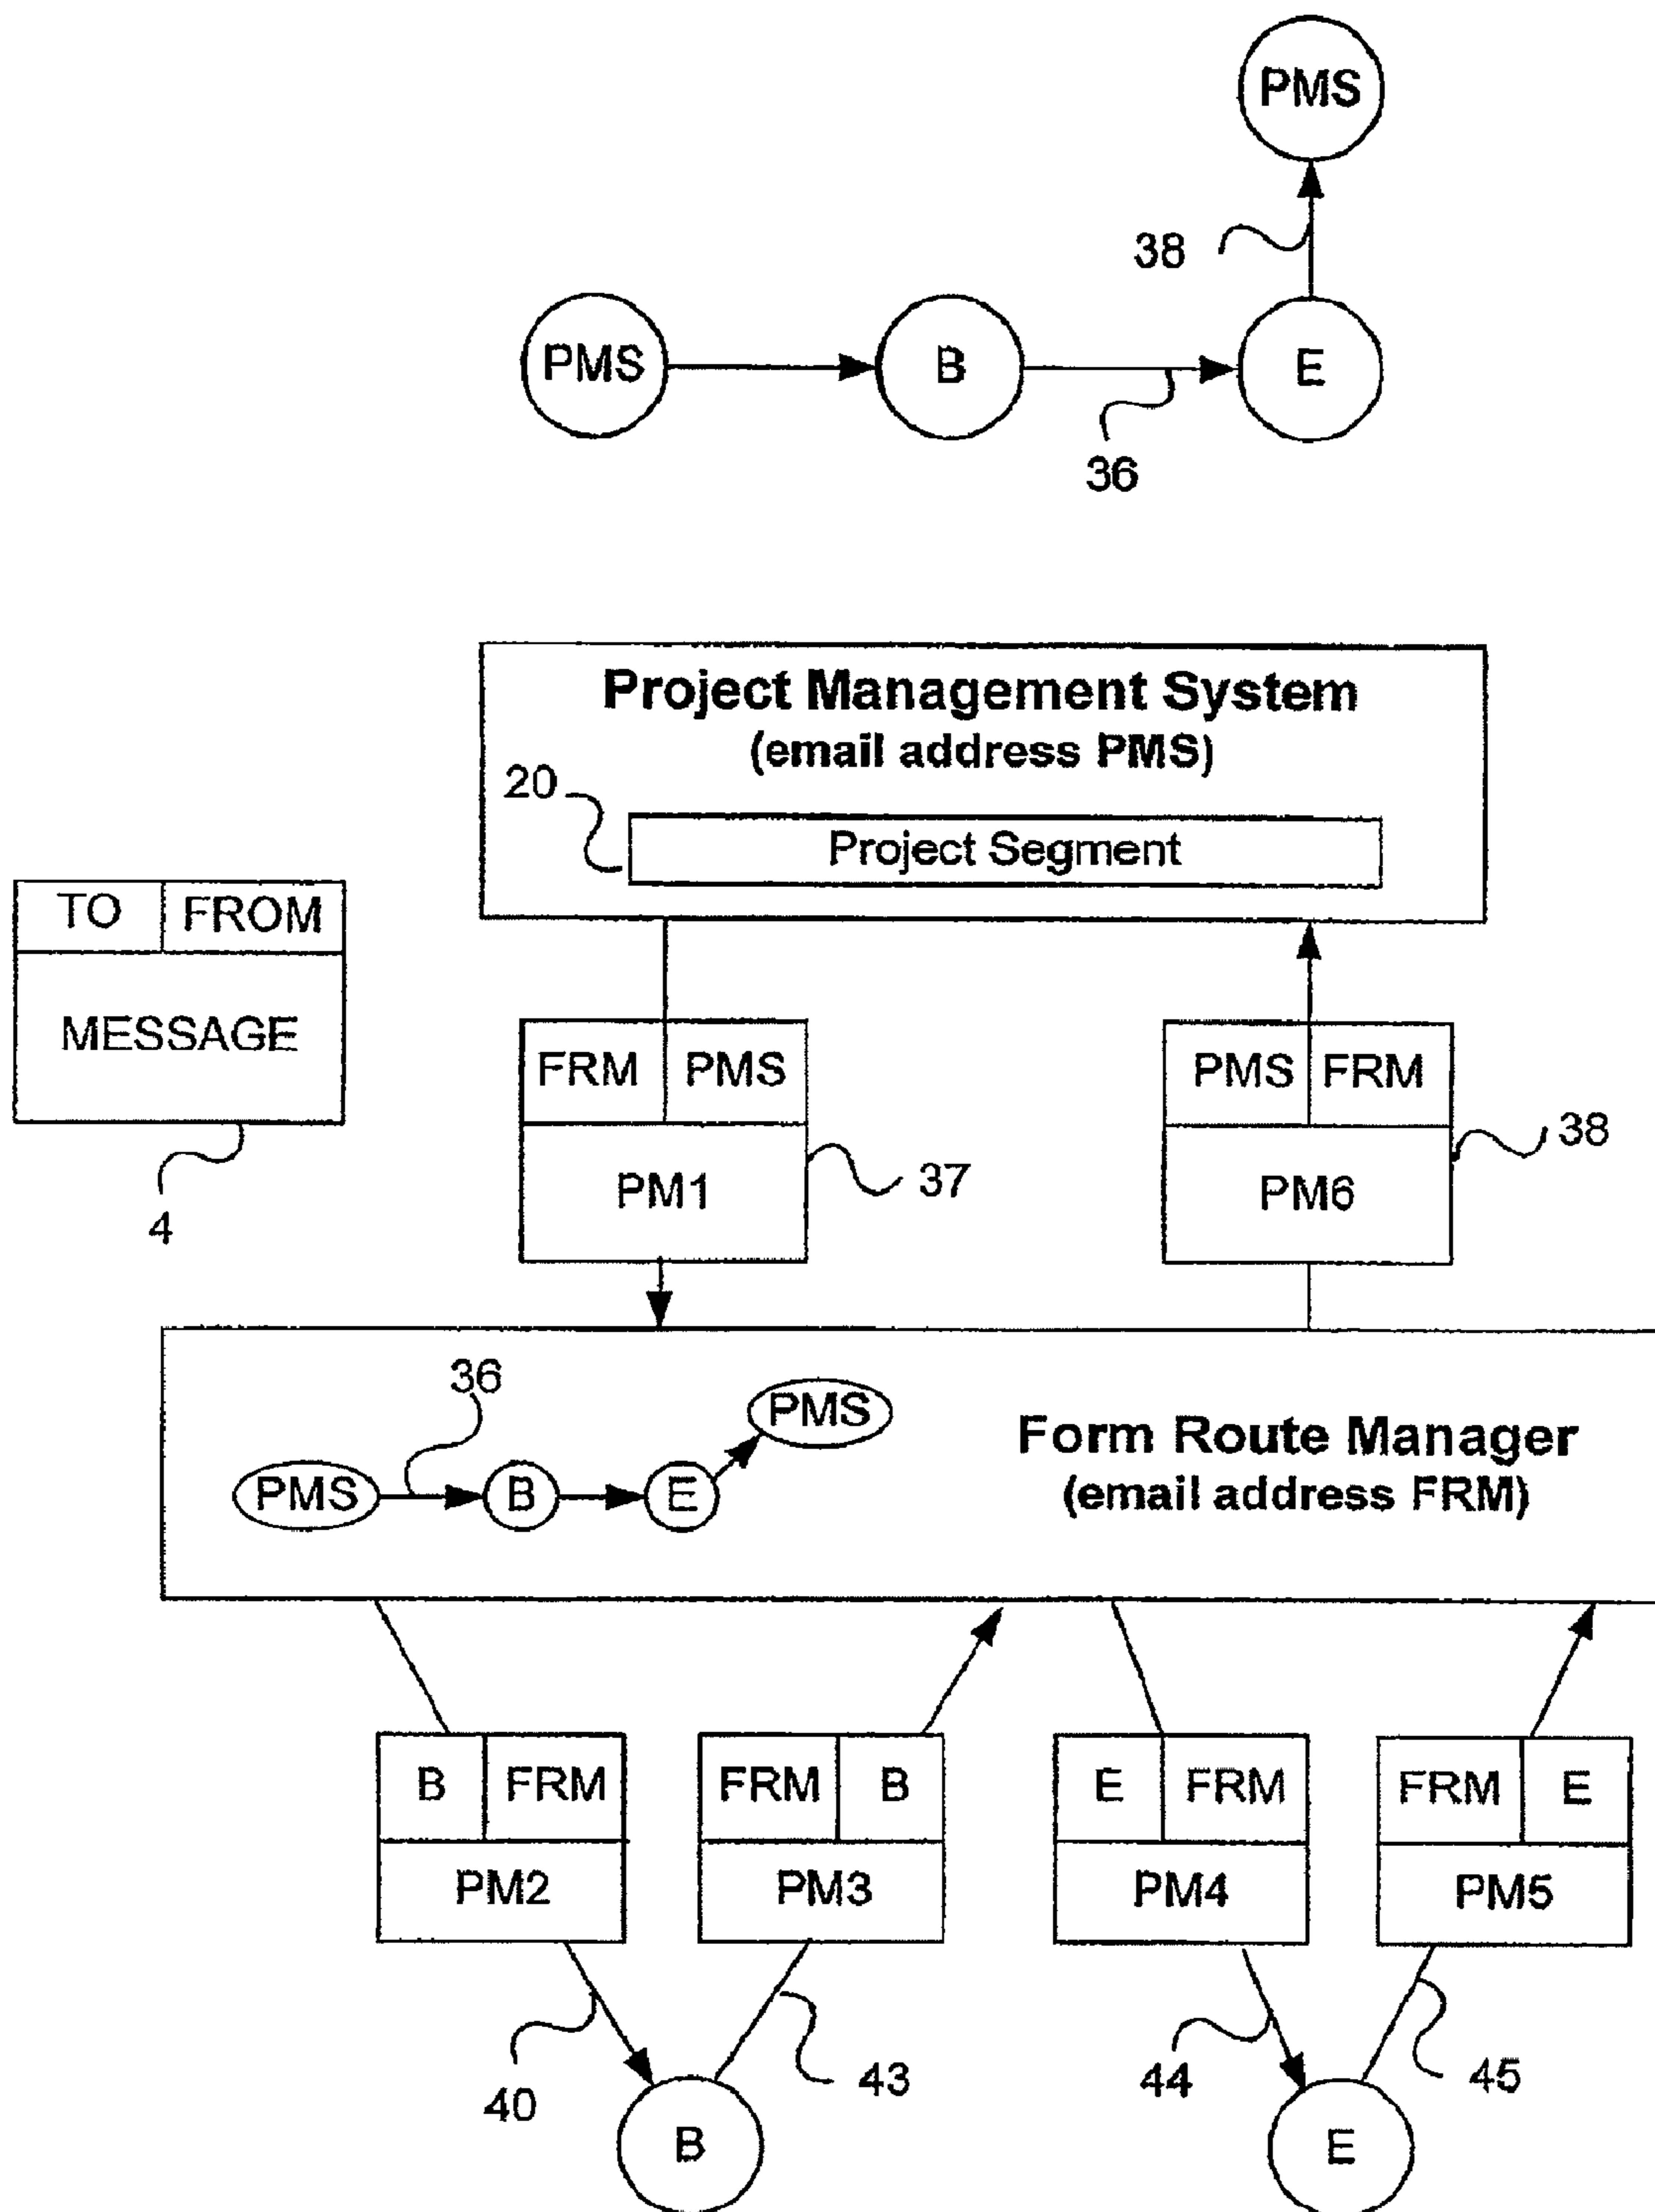 PMS
38
PMS
B
E
36
Project Management System
(email address PMS)
20
Project Segment
TO FROM
MESSAGE
4
FRM PMS
PM1
37
PMS FRM
PM6
38
36
PMS
PMS
B
E
Form Route Manager
(email address FRM)
B FRM
PM2
FRM B
PM3
E FRM
PM4
FRM E
PM5
40
43
44
45
B
E